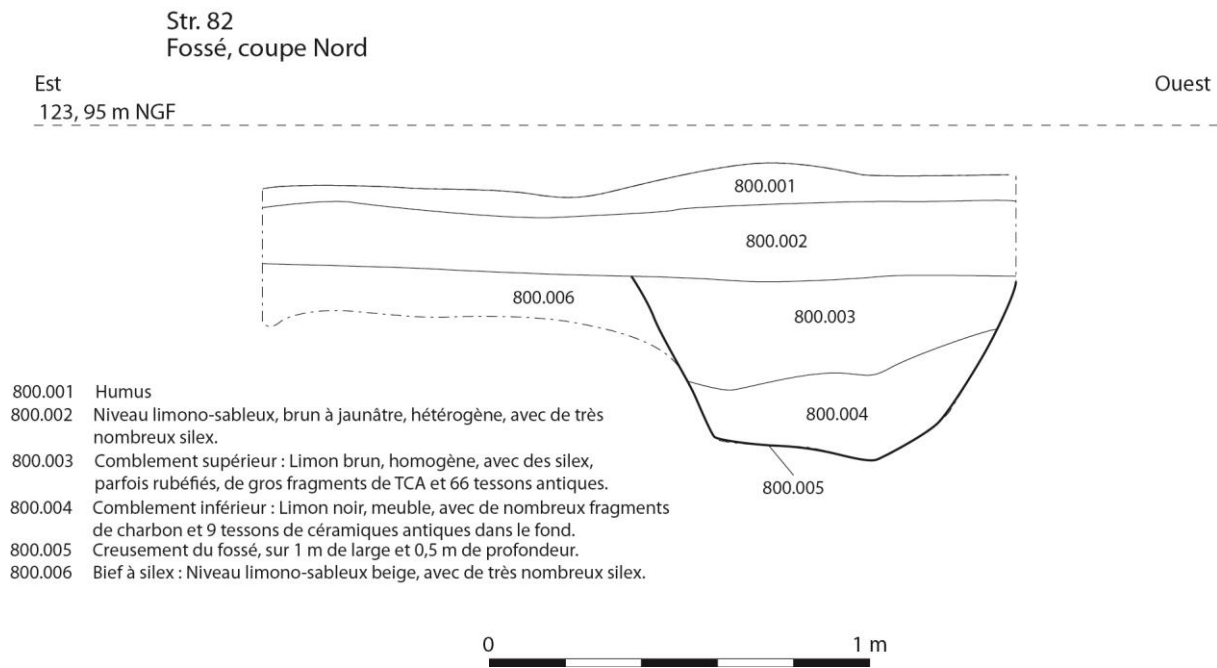 Str. 82
Fossé, coupe Nord
Est
Ouest
123, 95 m NGF
800.001
800.002
800.006
800.003
800.004
800.005
800.001 Humus
800.002 Niveau limono-sableux, brun à jaunâtre, hétérogène, avec de très
nombreux silex.
800.003 Comblement supérieur : Limon brun, homogène, avec des silex,
parfois rubéfiés, de gros fragments de TCA et 66 tessons antiques.
800.004 Comblement inférieur : Limon noir, meuble, avec de nombreux fragments
de charbon et 9 tessons de céramiques antiques dans le fond.
800.005 Creusement du fossé, sur 1 m de large et 0,5 m de profondeur.
800.006 Bief à silex : Niveau limono-sableux beige, avec de très nombreux silex.
0
1 m